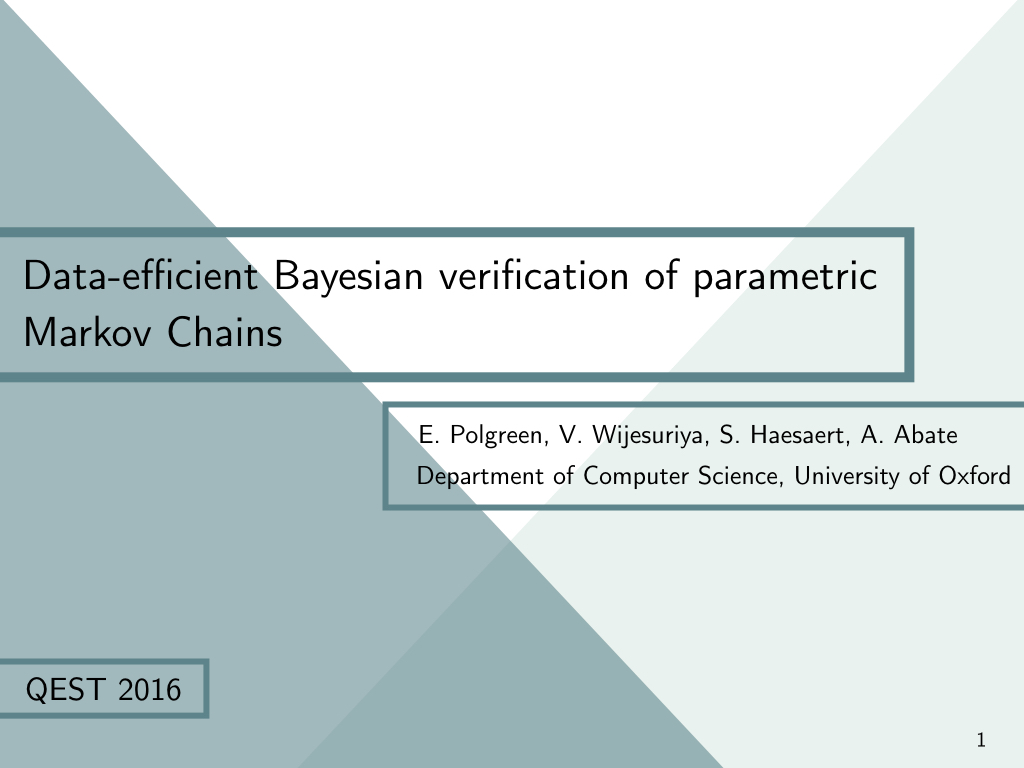 Data-efficient Bayesian verification of parametric
Markov Chains
E. Polgreen, V. Wijesuriya, S. Haesaert, A. Abate
Department of Computer Science, University of Oxford
QEST 2016
1